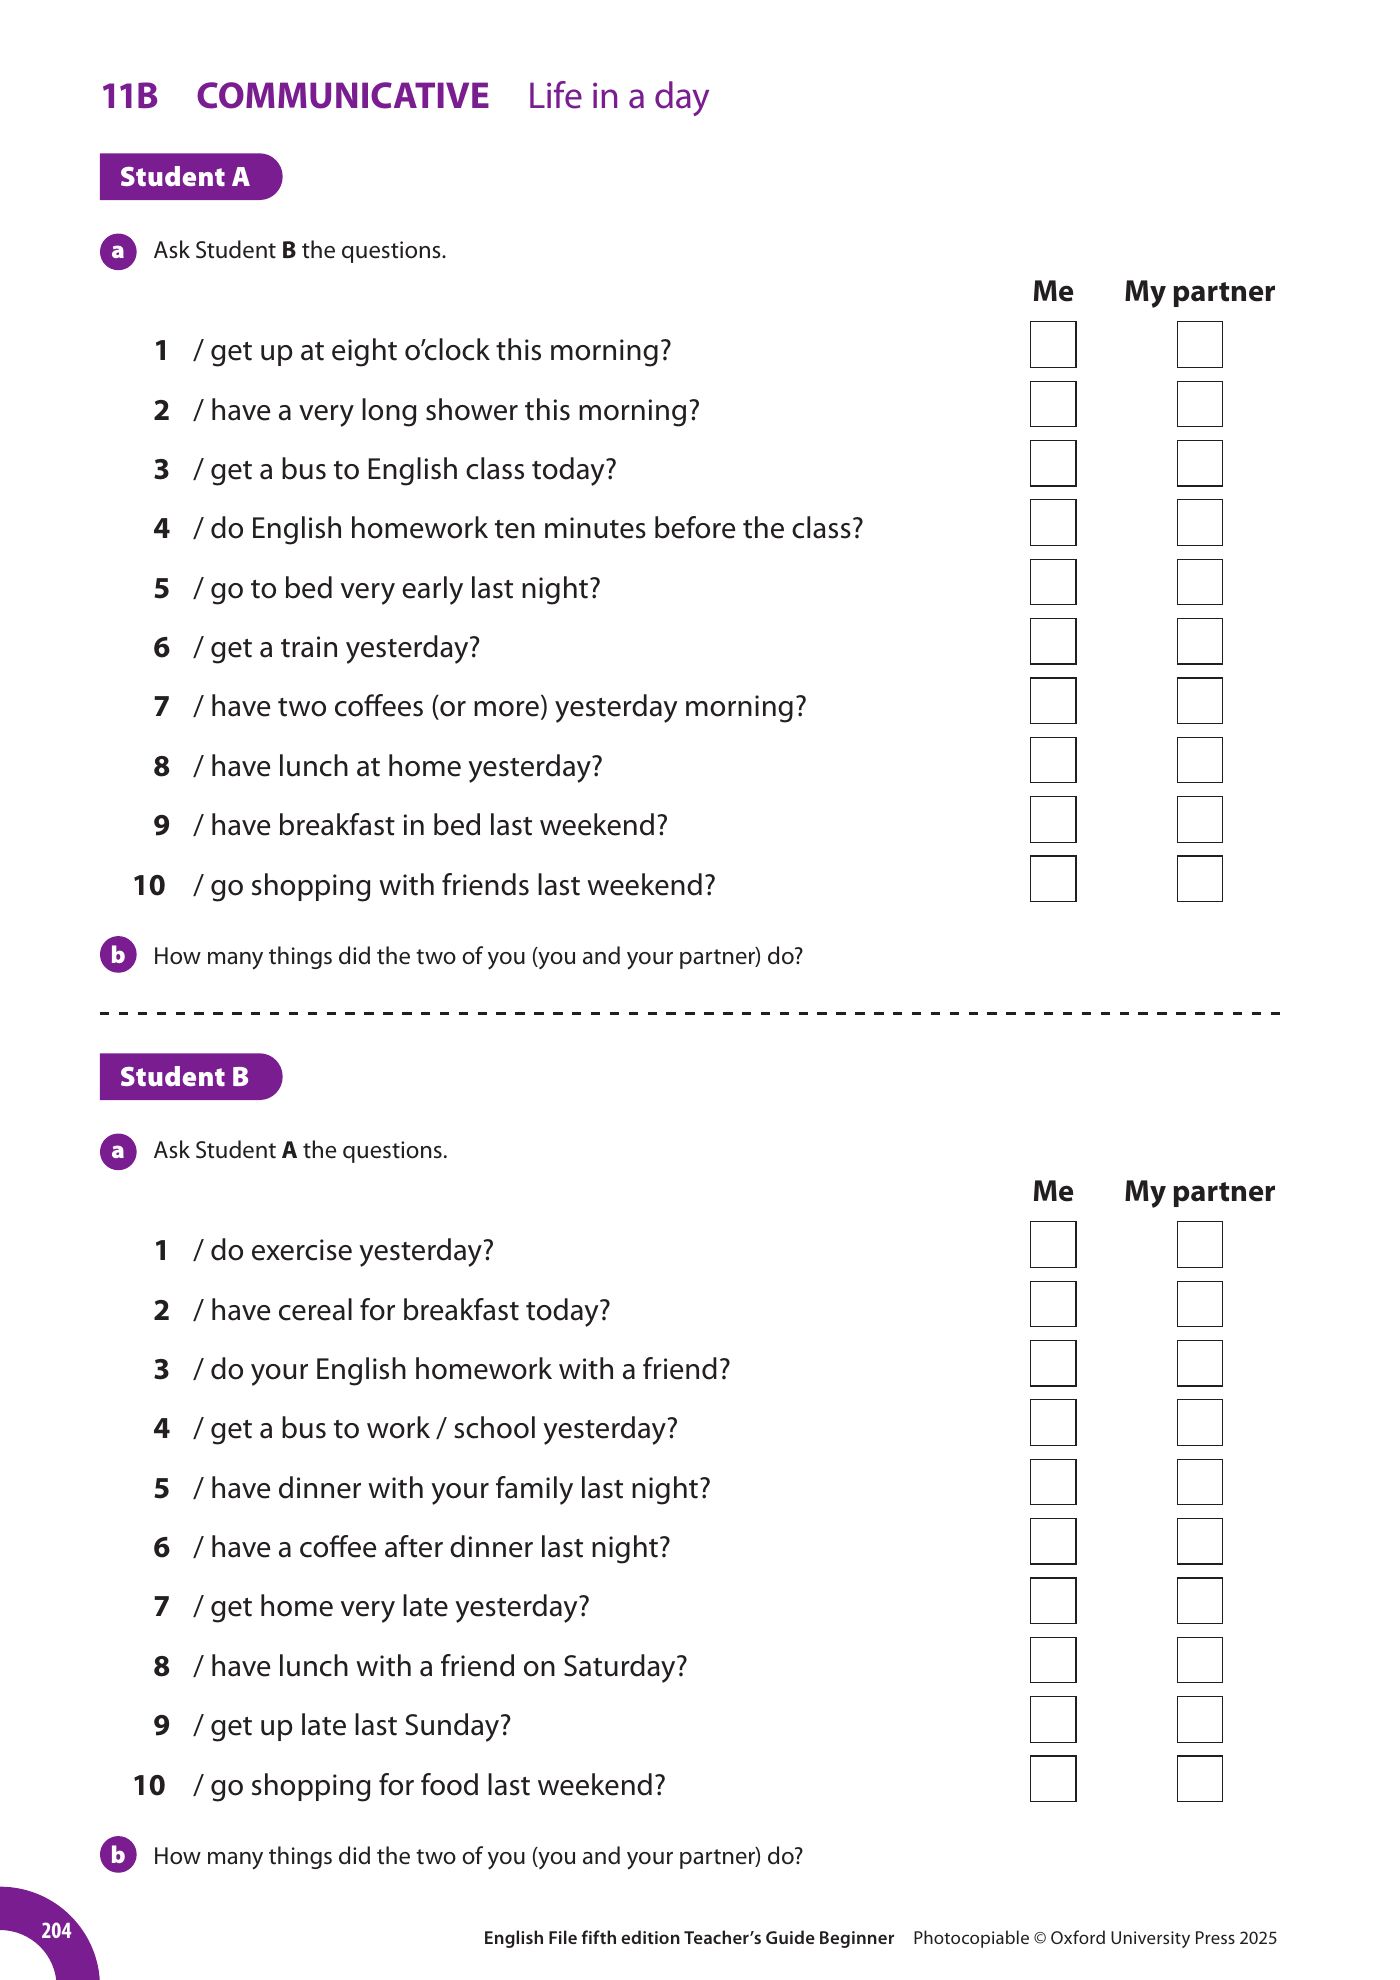 11B COMMUNICATIVE Life in a day
Student A
a Ask Student B the questions.
Me My partner
1 / get up at eight o’clock this morning?
2 / have a very long shower this morning?
3 / get a bus to English class today?
4 / do English homework ten minutes before the class?
5 / go to bed very early last night?
6 / get a train yesterday?
7 / have two coffees (or more) yesterday morning?
8 / have lunch at home yesterday?
9 / have breakfast in bed last weekend?
10 / go shopping with friends last weekend?
b How many things did the two of you (you and your partner) do?
Student B
a Ask Student A the questions.
Me My partner
1 / do exercise yesterday?
2 / have cereal for breakfast today?
3 / do your English homework with a friend?
4 / get a bus to work / school yesterday?
5 / have dinner with your family last night?
6 / have a coffee after dinner last night?
7 / get home very late yesterday?
8 / have lunch with a friend on Saturday?
9 / get up late last Sunday?
10 / go shopping for food last weekend?
b How many things did the two of you (you and your partner) do?
204
English File fifth edition Teacher’s Guide Beginner Photocopiable © Oxford University Press 2025